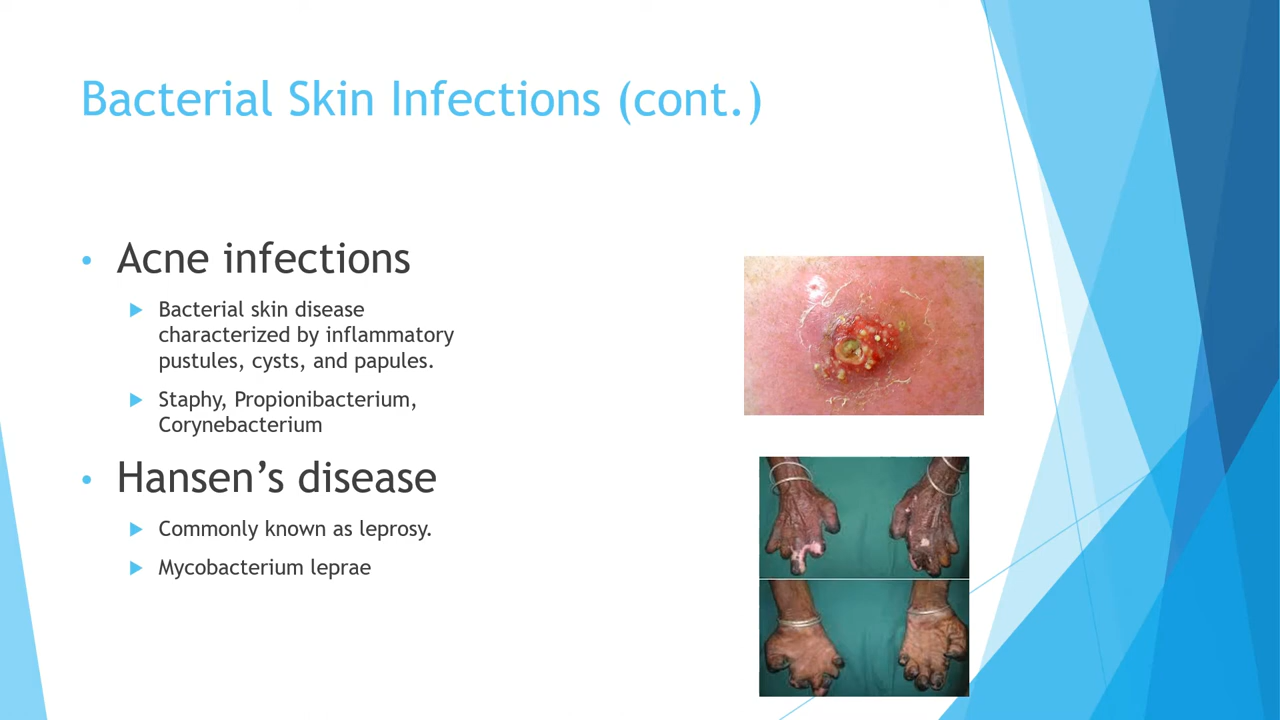 Bacterial Skin Infections (cont.)
• Acne infections
Bacterial skin disease
characterized by inflammatory
pustules, cysts, and papules.
Staphy, Propionibacterium,
Corynebacterium
• Hansen’s disease
Commonly known as leprosy.
Mycobacterium leprae